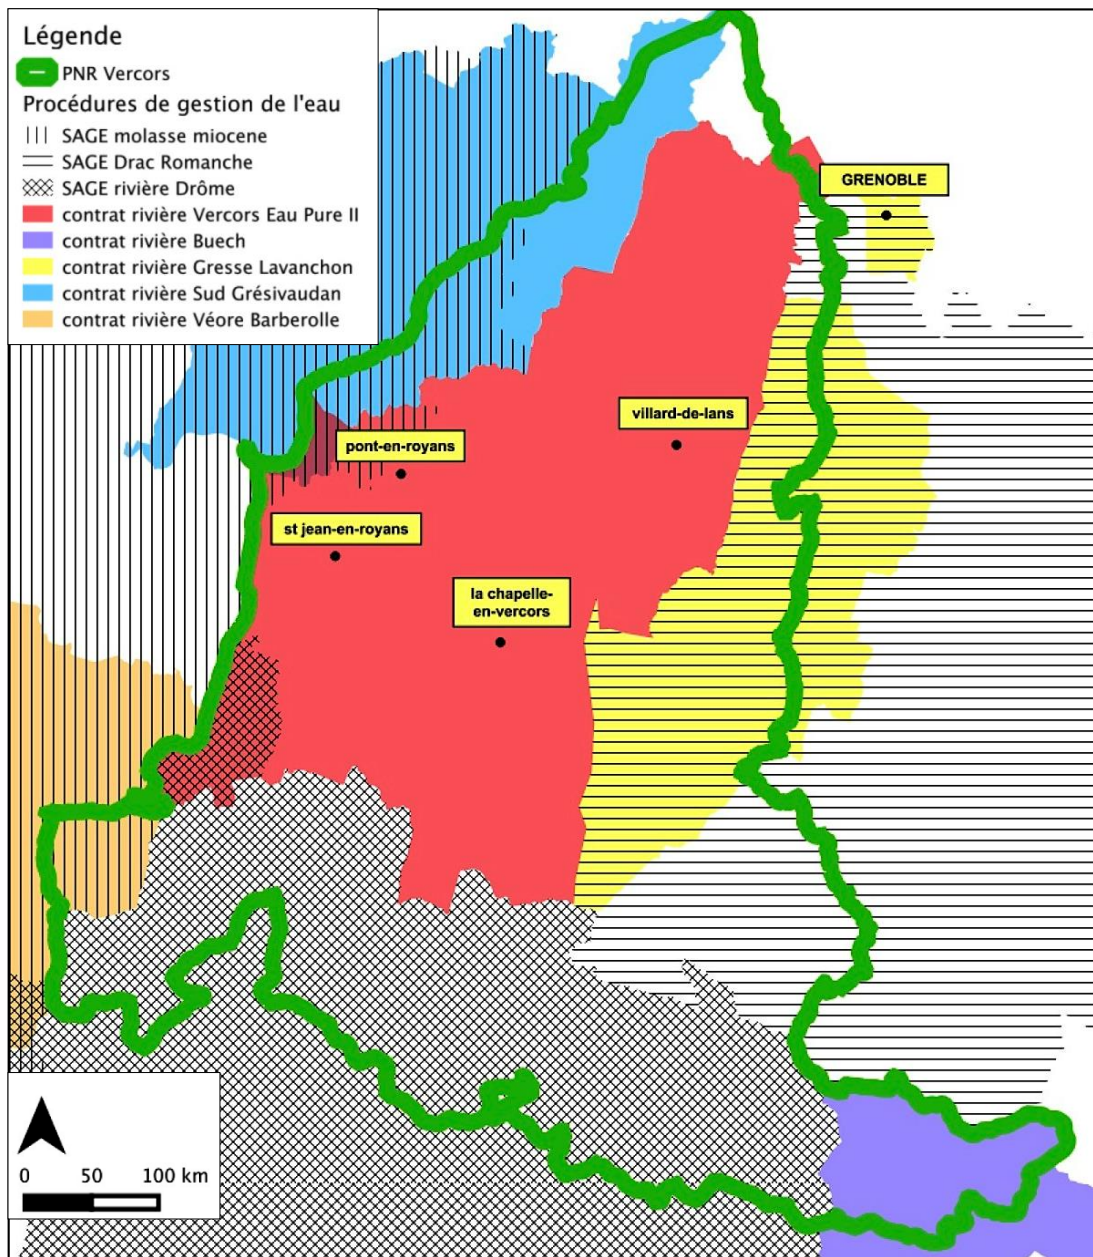 Légende
PNR Vercors
Procédures de gestion de l'eau
SAGE molasse miocene
SAGE Drac Romanche
SAGE rivière Drôme
contrat rivière Vercors Eau Pure II
contrat rivière Buech
contrat rivière Gresse Lavanchon
contrat rivière Sud Grésivaudan
contrat rivière Véore Barberolle
GRENOBLE
villard-de-lans
pont-en-royans
st jean-en-royans
la chapelle-
en-vercors
0 50 100 km